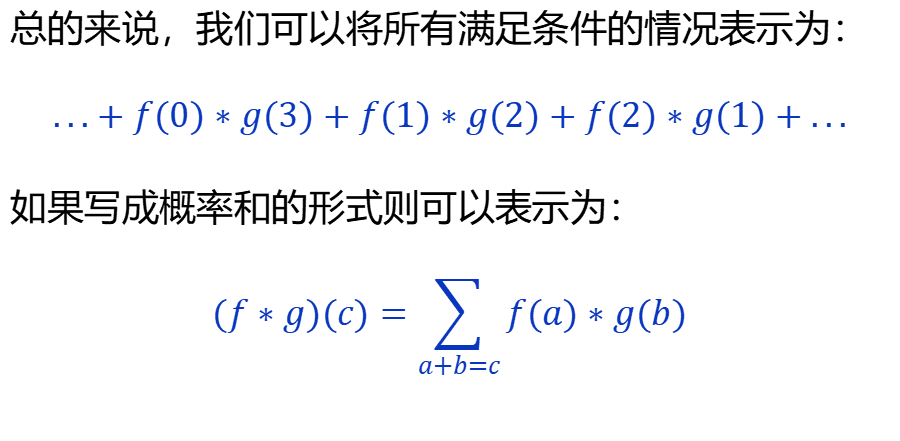 总的来说，我们可以将所有满足条件的情况表示为：
…+ f(0) ∗ g(3) + f(1) ∗ g(2) + f(2) ∗ g(1) + …
如果写成概率和的形式则可以表示为：
(f ∗ g)(c) = ∑ f(a) ∗ g(b)
a+b=c